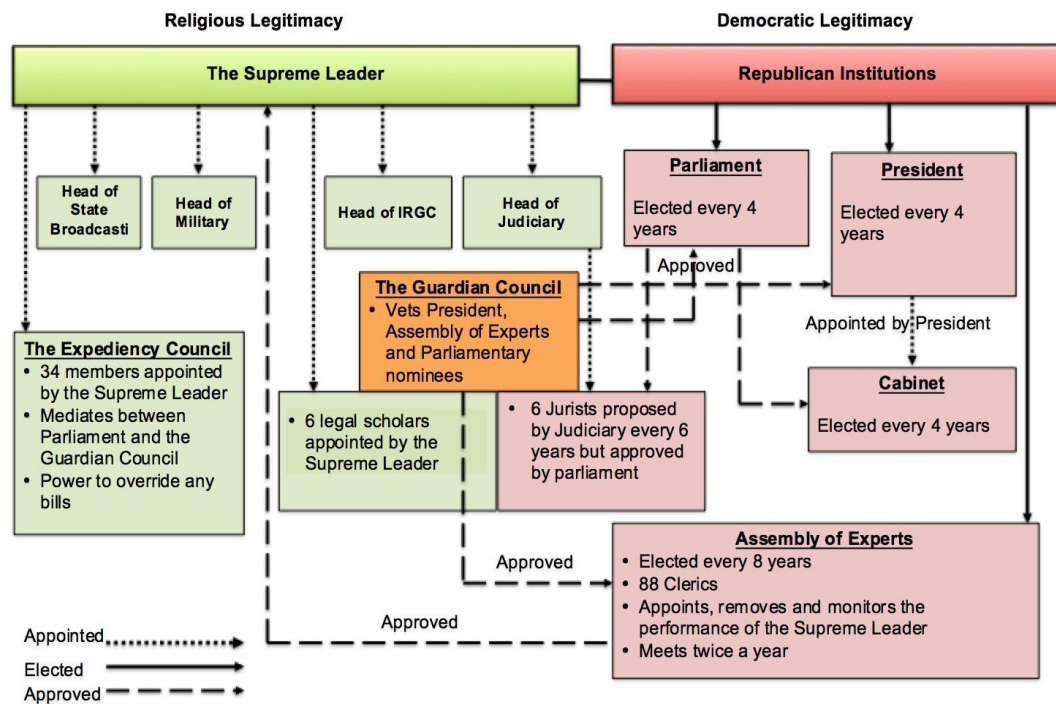 Religious Legitimacy
Democratic Legitimacy
The Supreme Leader
Republican Institutions
Head of
State
Broadcasti
Head of
Military
Head of IRGC
Head of
Judiciary
Parliament
Elected every 4
years
President
Elected every 4
years
Approved
The Guardian Council
• Vets President,
Assembly of Experts
and Parliamentary
nominees
Appointed by President
The Expediency Council
• 34 members appointed
by the Supreme Leader
• Mediates between
Parliament and the
Guardian Council
• Power to override any
bills
• 6 legal scholars
appointed by the
Supreme Leader
• 6 Jurists proposed
by Judiciary every 6
years but approved
by parliament
Cabinet
Elected every 4 years
Approved
Assembly of Experts
• Elected every 8 years
• 88 Clerics
• Appoints, removes and monitors the
performance of the Supreme Leader
• Meets twice a year
Approved
Appointed
Elected
Approved